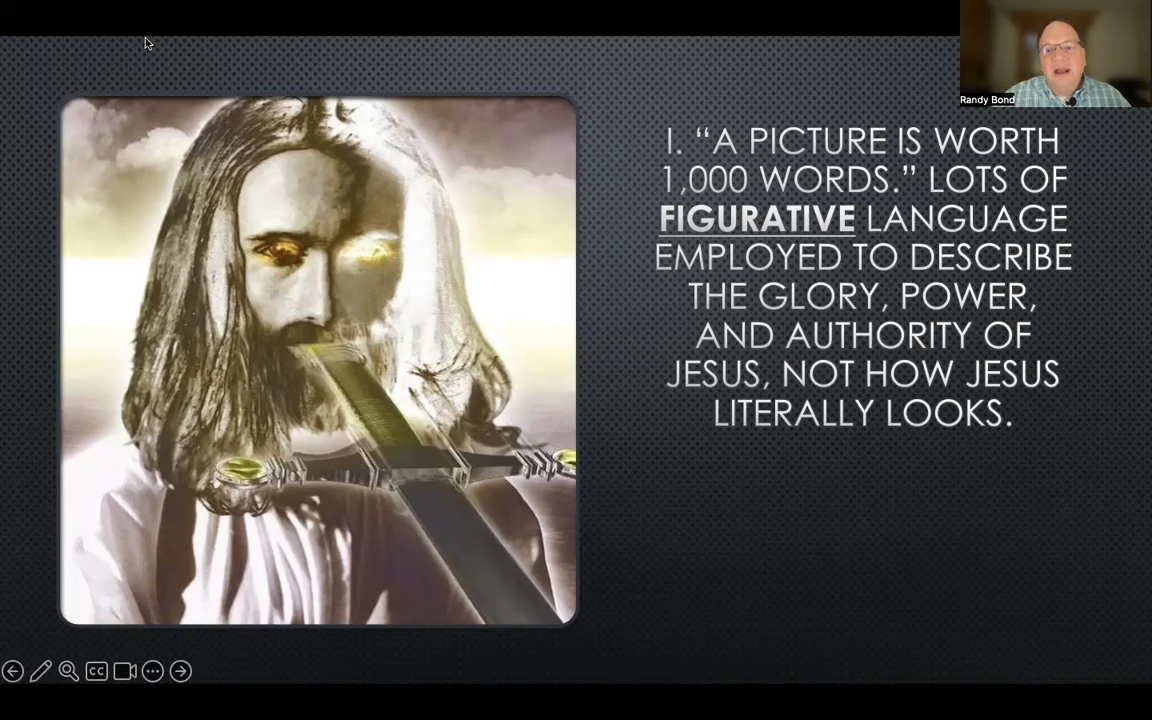 Randy Bond
I. “A PICTURE IS WORTH
1,000 WORDS.” LOTS OF
FIGURATIVE LANGUAGE
EMPLOYED TO DESCRIBE
THE GLORY, POWER,
AND AUTHORITY OF
JESUS, NOT HOW JESUS
LITERALLY LOOKS.
CC